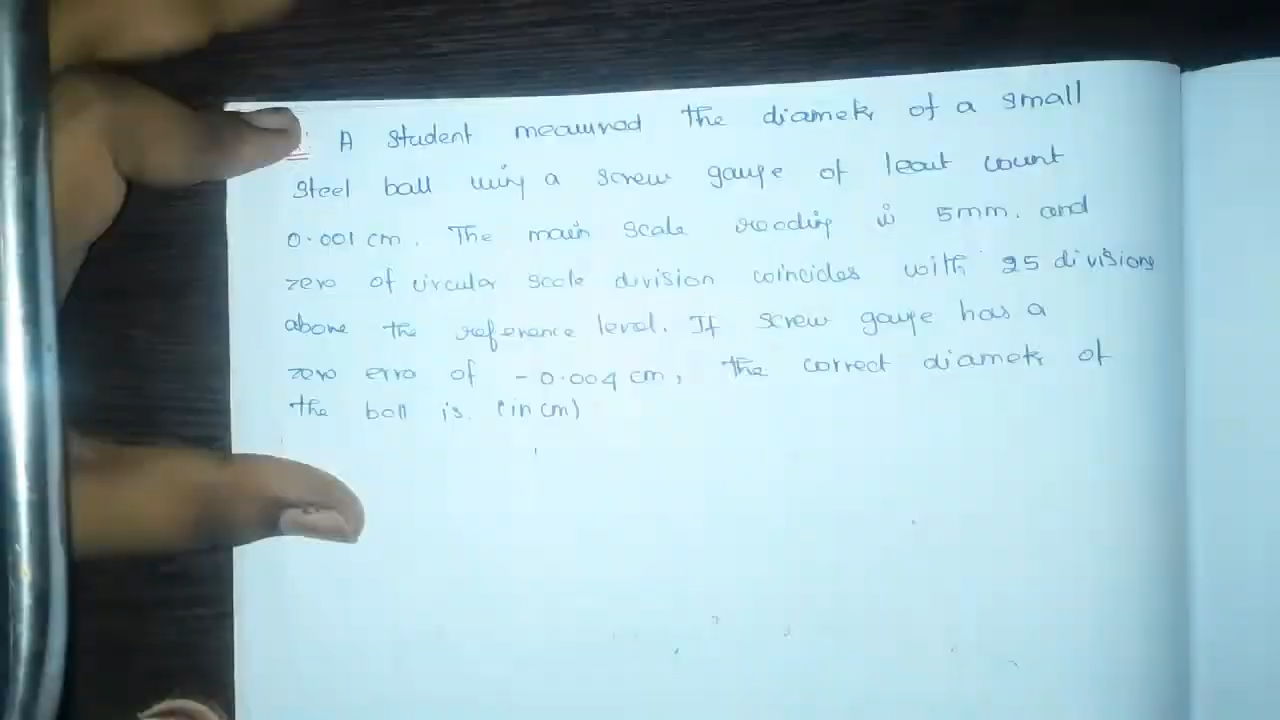 A student measured the diameter of a small
steel ball using a screw gauge of least count
0.001 cm. The main scale reading is 5mm. and
zero of circular scale division coincides with 25 divisions
above the reference level. If screw gauge has a
zero erro of - 0.004 cm, the correct diameter of
the ball is. (in cm)